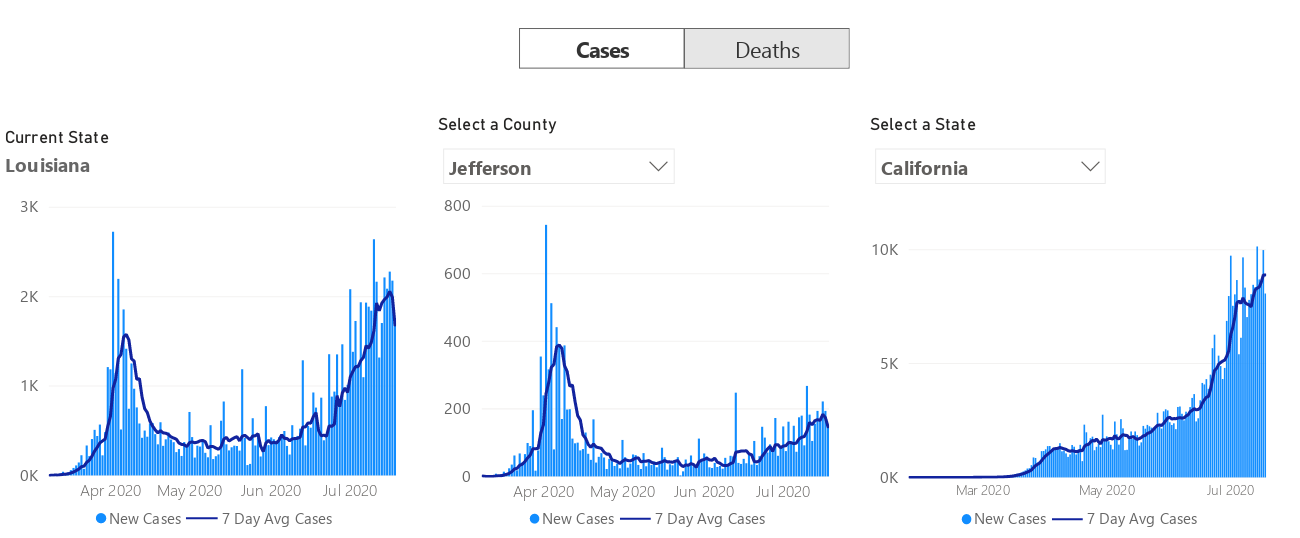 Cases Deaths
Current State
Louisiana
3K
2K
1K
0K
Apr 2020 May 2020 Jun 2020 Jul 2020
New Cases 7 Day Avg Cases
Select a County
Jefferson
800
600
400
200
0
Apr 2020 May 2020 Jun 2020 Jul 2020
New Cases 7 Day Avg Cases
Select a State
California
10K
5K
0K
Mar 2020 May 2020 Jul 2020
New Cases 7 Day Avg Cases